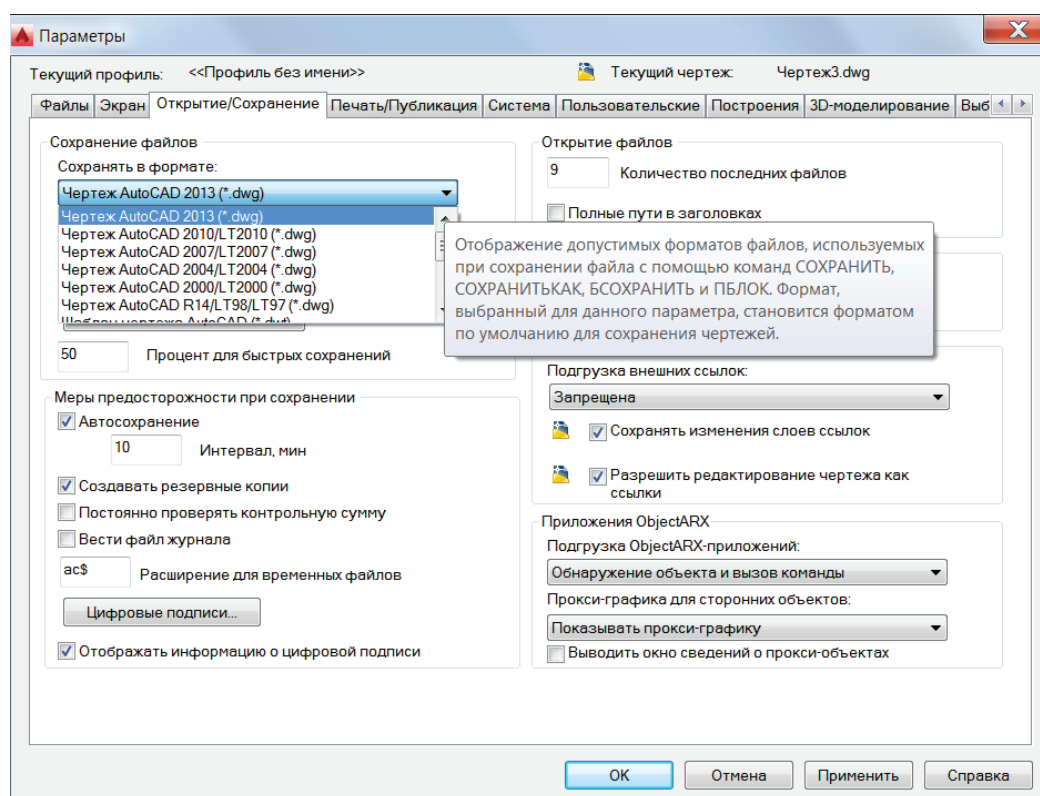 Параметры
Текущий профиль: <<Профиль без имени>> Текущий чертеж: Чертеж3.dwg
Файлы Экран Открытие/Сохранение Печать/Публикация Система Пользовательские Построения 3D-моделирование Выб
Сохранение файлов
Сохранять в формате:
Чертеж AutoCAD 2013 (*.dwg)
Чертеж AutoCAD 2013 (*.dwg)
Чертеж AutoCAD 2010/LT2010 (*.dwg)
Чертеж AutoCAD 2007/LT2007 (*.dwg)
Чертеж AutoCAD 2004/LT2004 (*.dwg)
Чертеж AutoCAD 2000/LT2000 (*.dwg)
Чертеж AutoCAD R14/LT98/LT97 (*.dwg)
Шаблон чертежа AutoCAD (*.dwt)
50 Процент для быстрых сохранений
Меры предосторожности при сохранении
Автосохранение
10 Интервал, мин
Создавать резервные копии
Постоянно проверять контрольную сумму
Вести файл журнала
ac$ Расширение для временных файлов
Цифровые подписи...
Отображать информацию о цифровой подписи
Открытие файлов
9 Количество последних файлов
Полные пути в заголовках
Отображение допустимых форматов файлов, используемых
при сохранении файла с помощью команд СОХРАНИТЬ,
СОХРАНИТЬКАК, БСОХРАНИТЬ и ПБЛОК. Формат,
выбранный для данного параметра, становится форматом
по умолчанию для сохранения чертежей.
Подгрузка внешних ссылок:
Запрещена
Сохранять изменения слоев ссылок
Разрешить редактирование чертежа как
ссылки
Приложения ObjectARX
Подгрузка ObjectARX-приложений:
Обнаружение объекта и вызов команды
Прокси-графика для сторонних объектов:
Показывать прокси-графику
Выводить окно сведений о прокси-объектах
OK Отмена Применить Справка